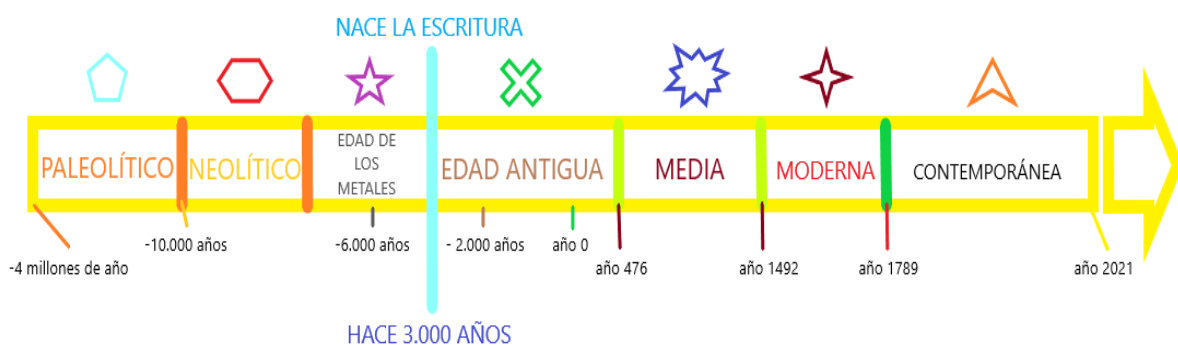 NACE LA ESCRITURA
PALEOLÍTICO
NEOLÍTICO
EDAD DE
LOS
METALES
EDAD ANTIGUA
MEDIA
MODERNA
CONTEMPORÁNEA
-4 millones de año
-10.000 años
-6.000 años
- 2.000 años
año 0
año 476
año 1492
año 1789
año 2021
HACE 3.000 AÑOS